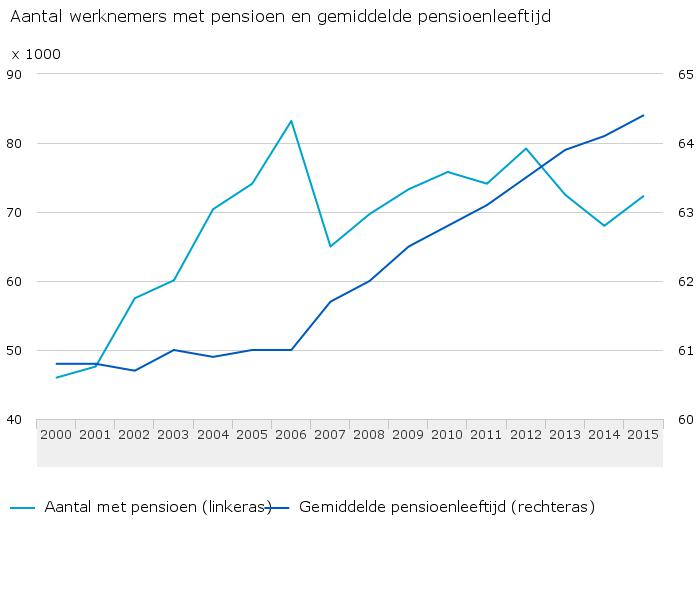 Aantal werknemers met pensioen en gemiddelde pensioenleeftijd
x 1000
90 65
80 64
70 63
60 62
50 61
40 60
2000 2001 2002 2003 2004 2005 2006 2007 2008 2009 2010 2011 2012 2013 2014 2015
Aantal met pensioen (linkeras) Gemiddelde pensioenleeftijd (rechteras)